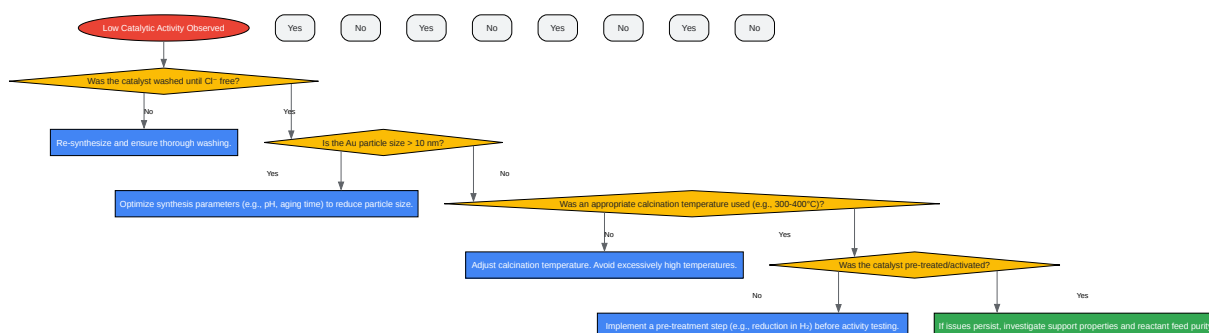 Low Catalytic Activity Observed
Yes
No
Yes
No
Yes
No
Yes
No
Was the catalyst washed until Cl⁻ free?
No
Yes
Re-synthesize and ensure thorough washing.
Is the Au particle size > 10 nm?
Yes
No
Optimize synthesis parameters (e.g., pH, aging time) to reduce particle size.
Was an appropriate calcination temperature used (e.g., 300-400°C)?
No
Yes
Adjust calcination temperature. Avoid excessively high temperatures.
Was the catalyst pre-treated/activated?
No
Yes
Implement a pre-treatment step (e.g., reduction in H₂) before activity testing.
If issues persist, investigate support properties and reactant feed purity